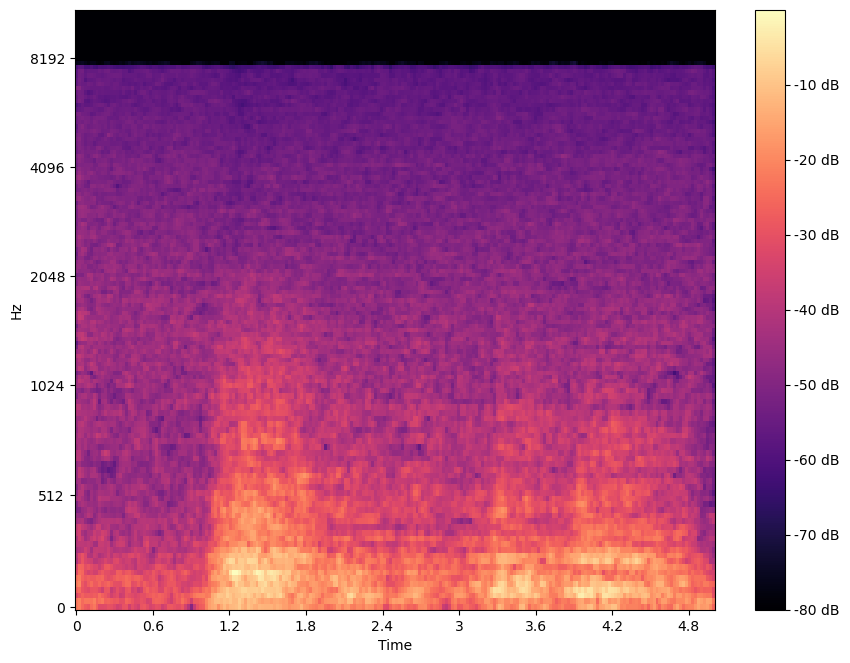 8192
4096
2048
1024
512
0
Hz
0 0.6 1.2 1.8 2.4 3 3.6 4.2 4.8
Time
-10 dB
-20 dB
-30 dB
-40 dB
-50 dB
-60 dB
-70 dB
-80 dB